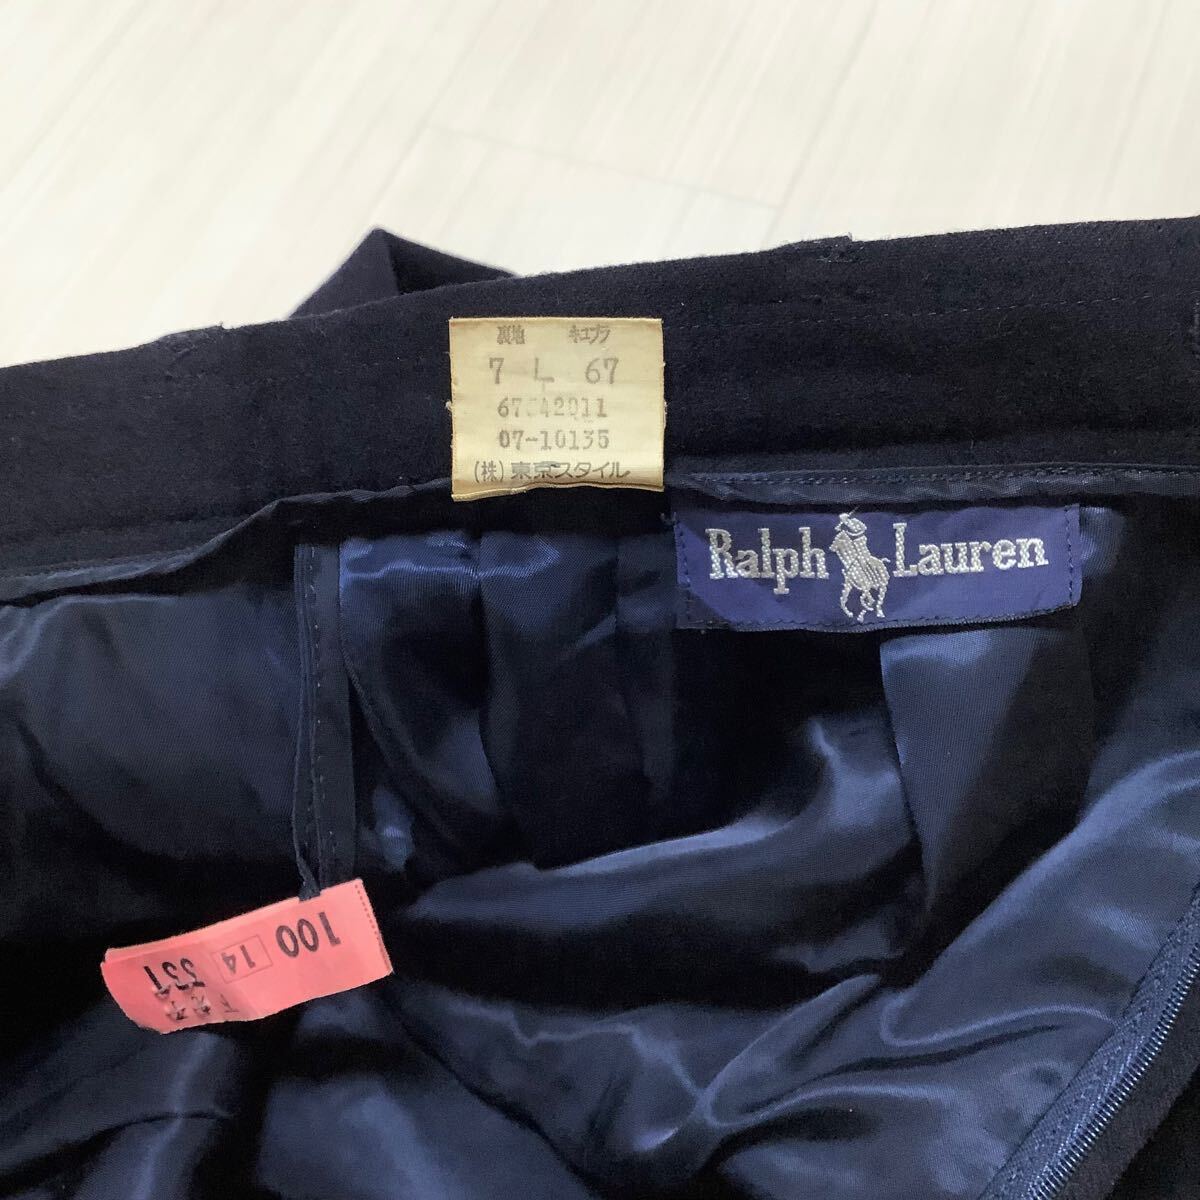 裏地 キュプラ
7 L 67
07-10135
(株)東京スタイル
Ralph Lauren
100
14
331